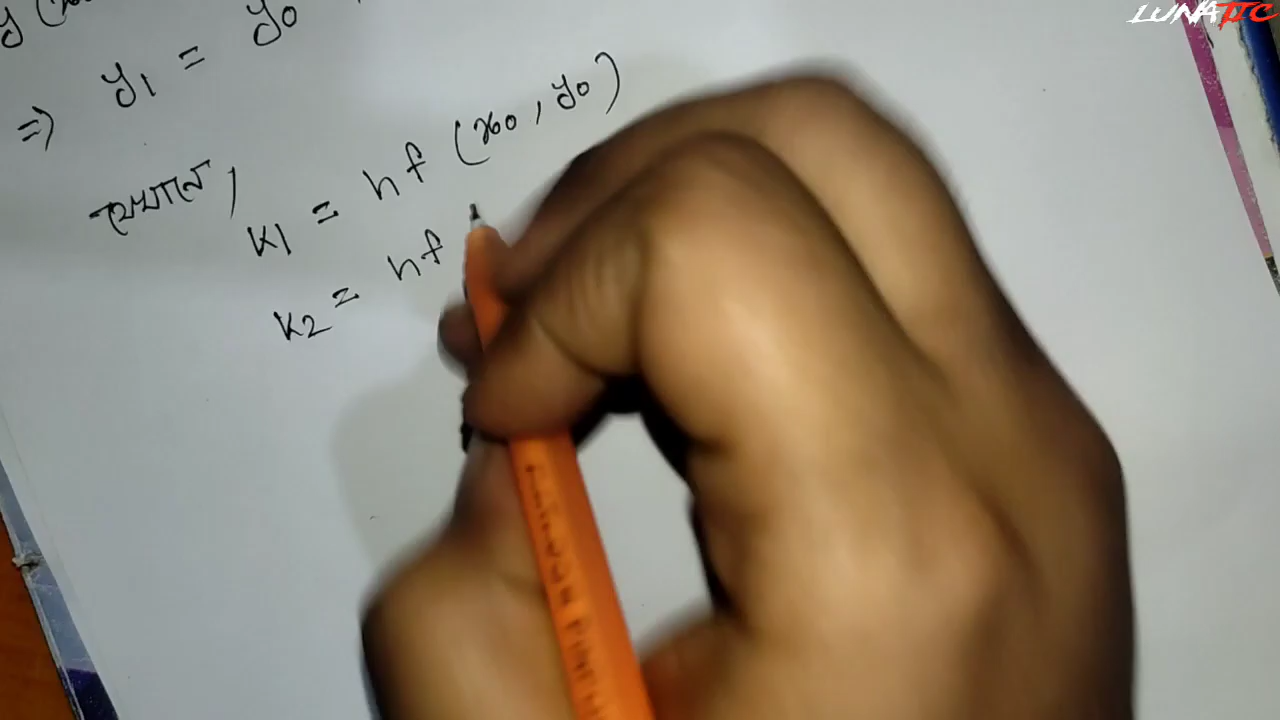 LUNATIC
⇒ y1 = y0
যেখানে,
k1 = hf (x0, y0)
k2 = hf